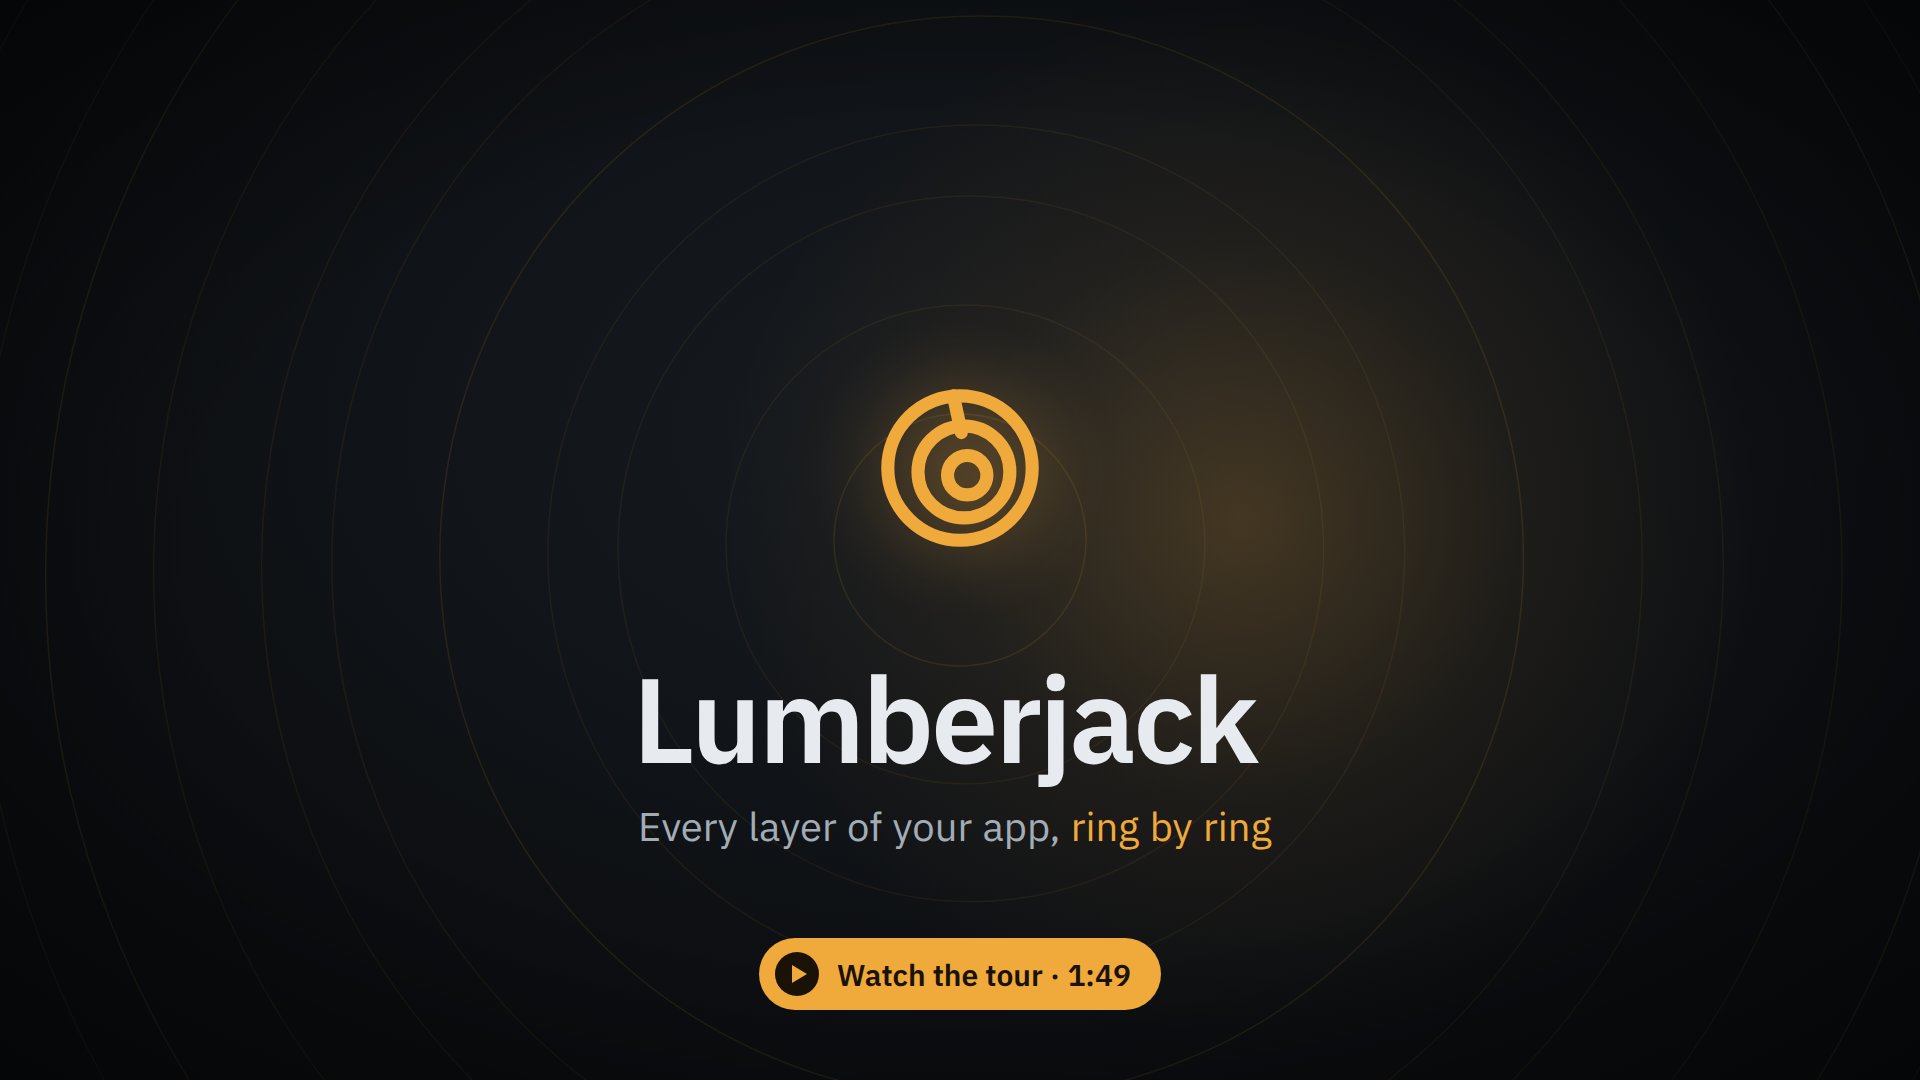 Lumberjack
Every layer of your app, ring by ring
Watch the tour · 1:49